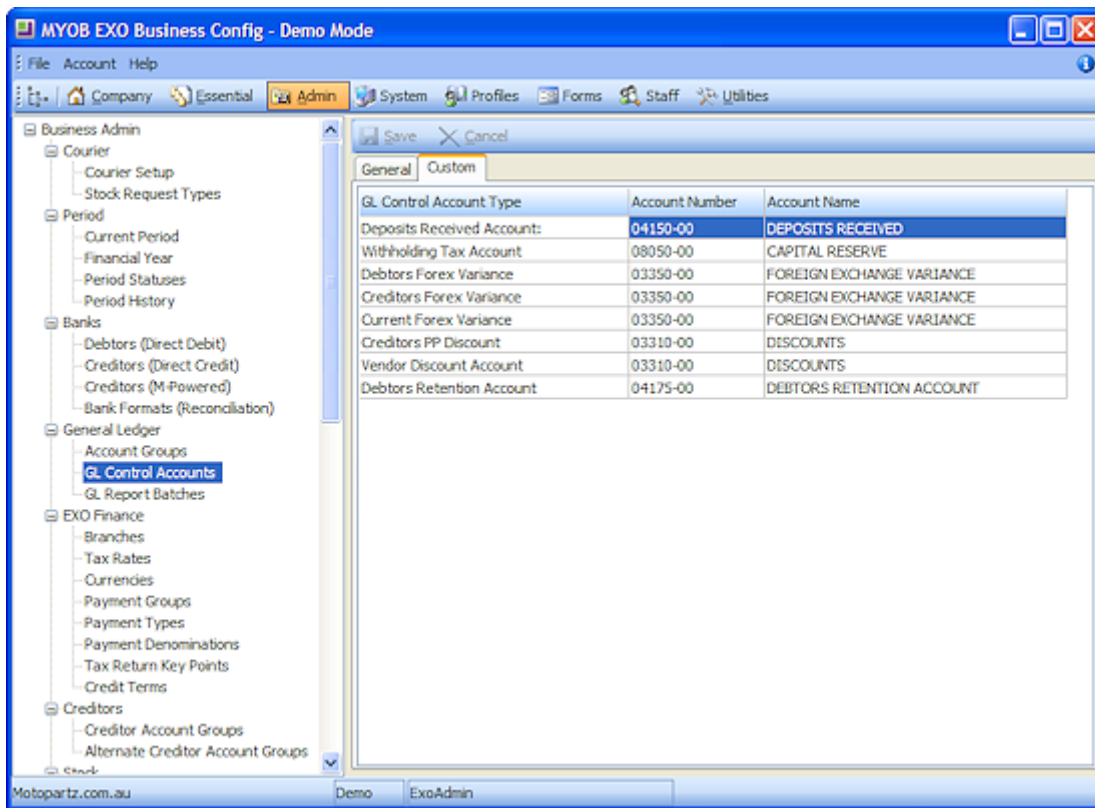 MYOB EXO Business Config - Demo Mode
File Account Help
Company Essential Admin System Profiles Forms Staff Utilities
Business Admin
Courier
Courier Setup
Stock Request Types
Period
Current Period
Financial Year
Period Statuses
Period History
Banks
Debtors (Direct Debit)
Creditors (Direct Credit)
Creditors (M-Powered)
Bank Formats (Reconciliation)
General Ledger
Account Groups
GL Control Accounts
GL Report Batches
EXO Finance
Branches
Tax Rates
Currencies
Payment Groups
Payment Types
Payment Denominations
Tax Return Key Points
Credit Terms
Creditors
Creditor Account Groups
Alternate Creditor Account Groups
Stock
Save Cancel
General Custom
GL Control Account Type Account Number Account Name
Deposits Received Account: 04150-00 DEPOSITS RECEIVED
Withholding Tax Account 08050-00 CAPITAL RESERVE
Debtors Forex Variance 03350-00 FOREIGN EXCHANGE VARIANCE
Creditors Forex Variance 03350-00 FOREIGN EXCHANGE VARIANCE
Current Forex Variance 03350-00 FOREIGN EXCHANGE VARIANCE
Creditors PP Discount 03310-00 DISCOUNTS
Vendor Discount Account 03310-00 DISCOUNTS
Debtors Retention Account 04175-00 DEBTORS RETENTION ACCOUNT
Motopartz.com.au Demo ExoAdmin